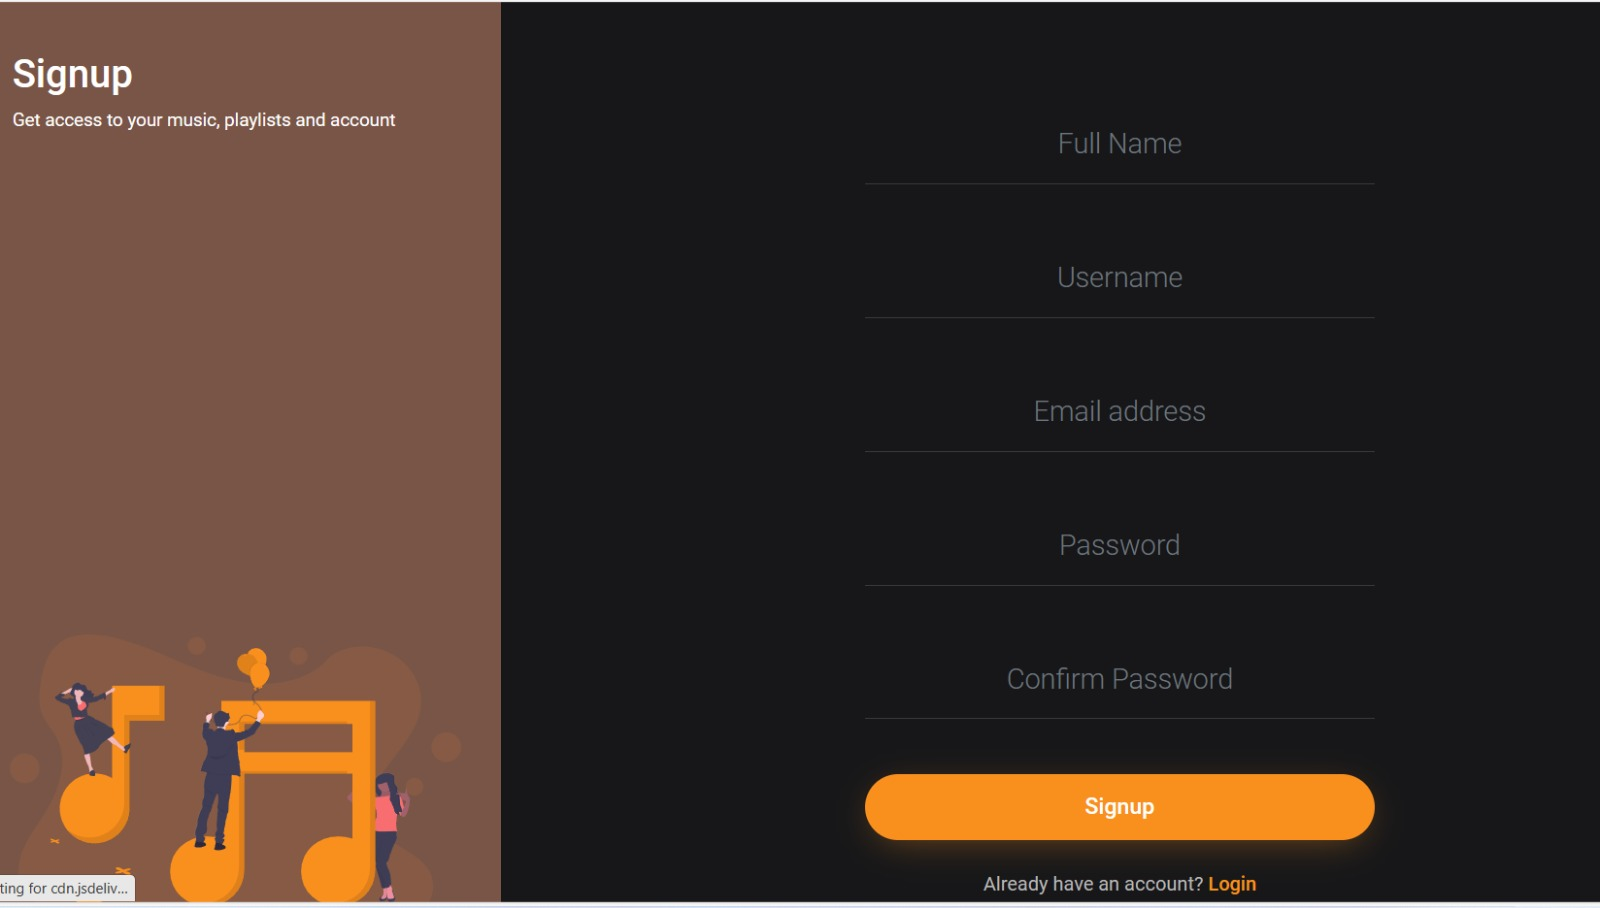 Signup
Get access to your music, playlists and account
Full Name
Username
Email address
Password
Confirm Password
Signup
Already have an account? Login
ting for cdn.jsdeliv...